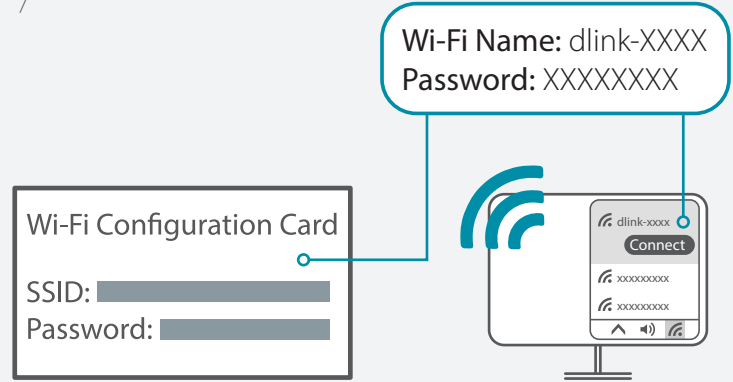 Wi-Fi Name: dlink-XXXX
Password: XXXXXXXX
Wi-Fi Configuration Card
SSID:
Password:
dlink-xxxx
Connect
xxxxxxxxx
xxxxxxxxx